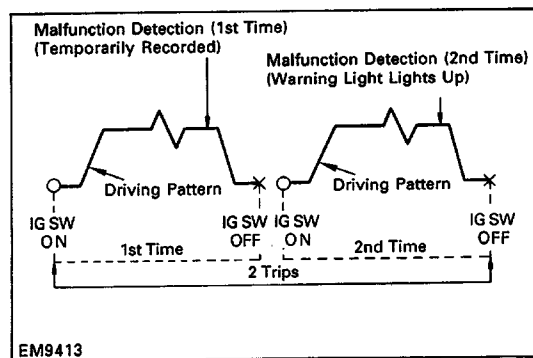 Malfunction Detection (1st Time)
(Temporarily Recorded)
Malfunction Detection (2nd Time)
(Warning Light Lights Up)
Driving Pattern
Driving Pattern
IG SW
ON
IG SW
OFF
IG SW
ON
IG SW
OFF
1st Time
2nd Time
2 Trips
EM9413